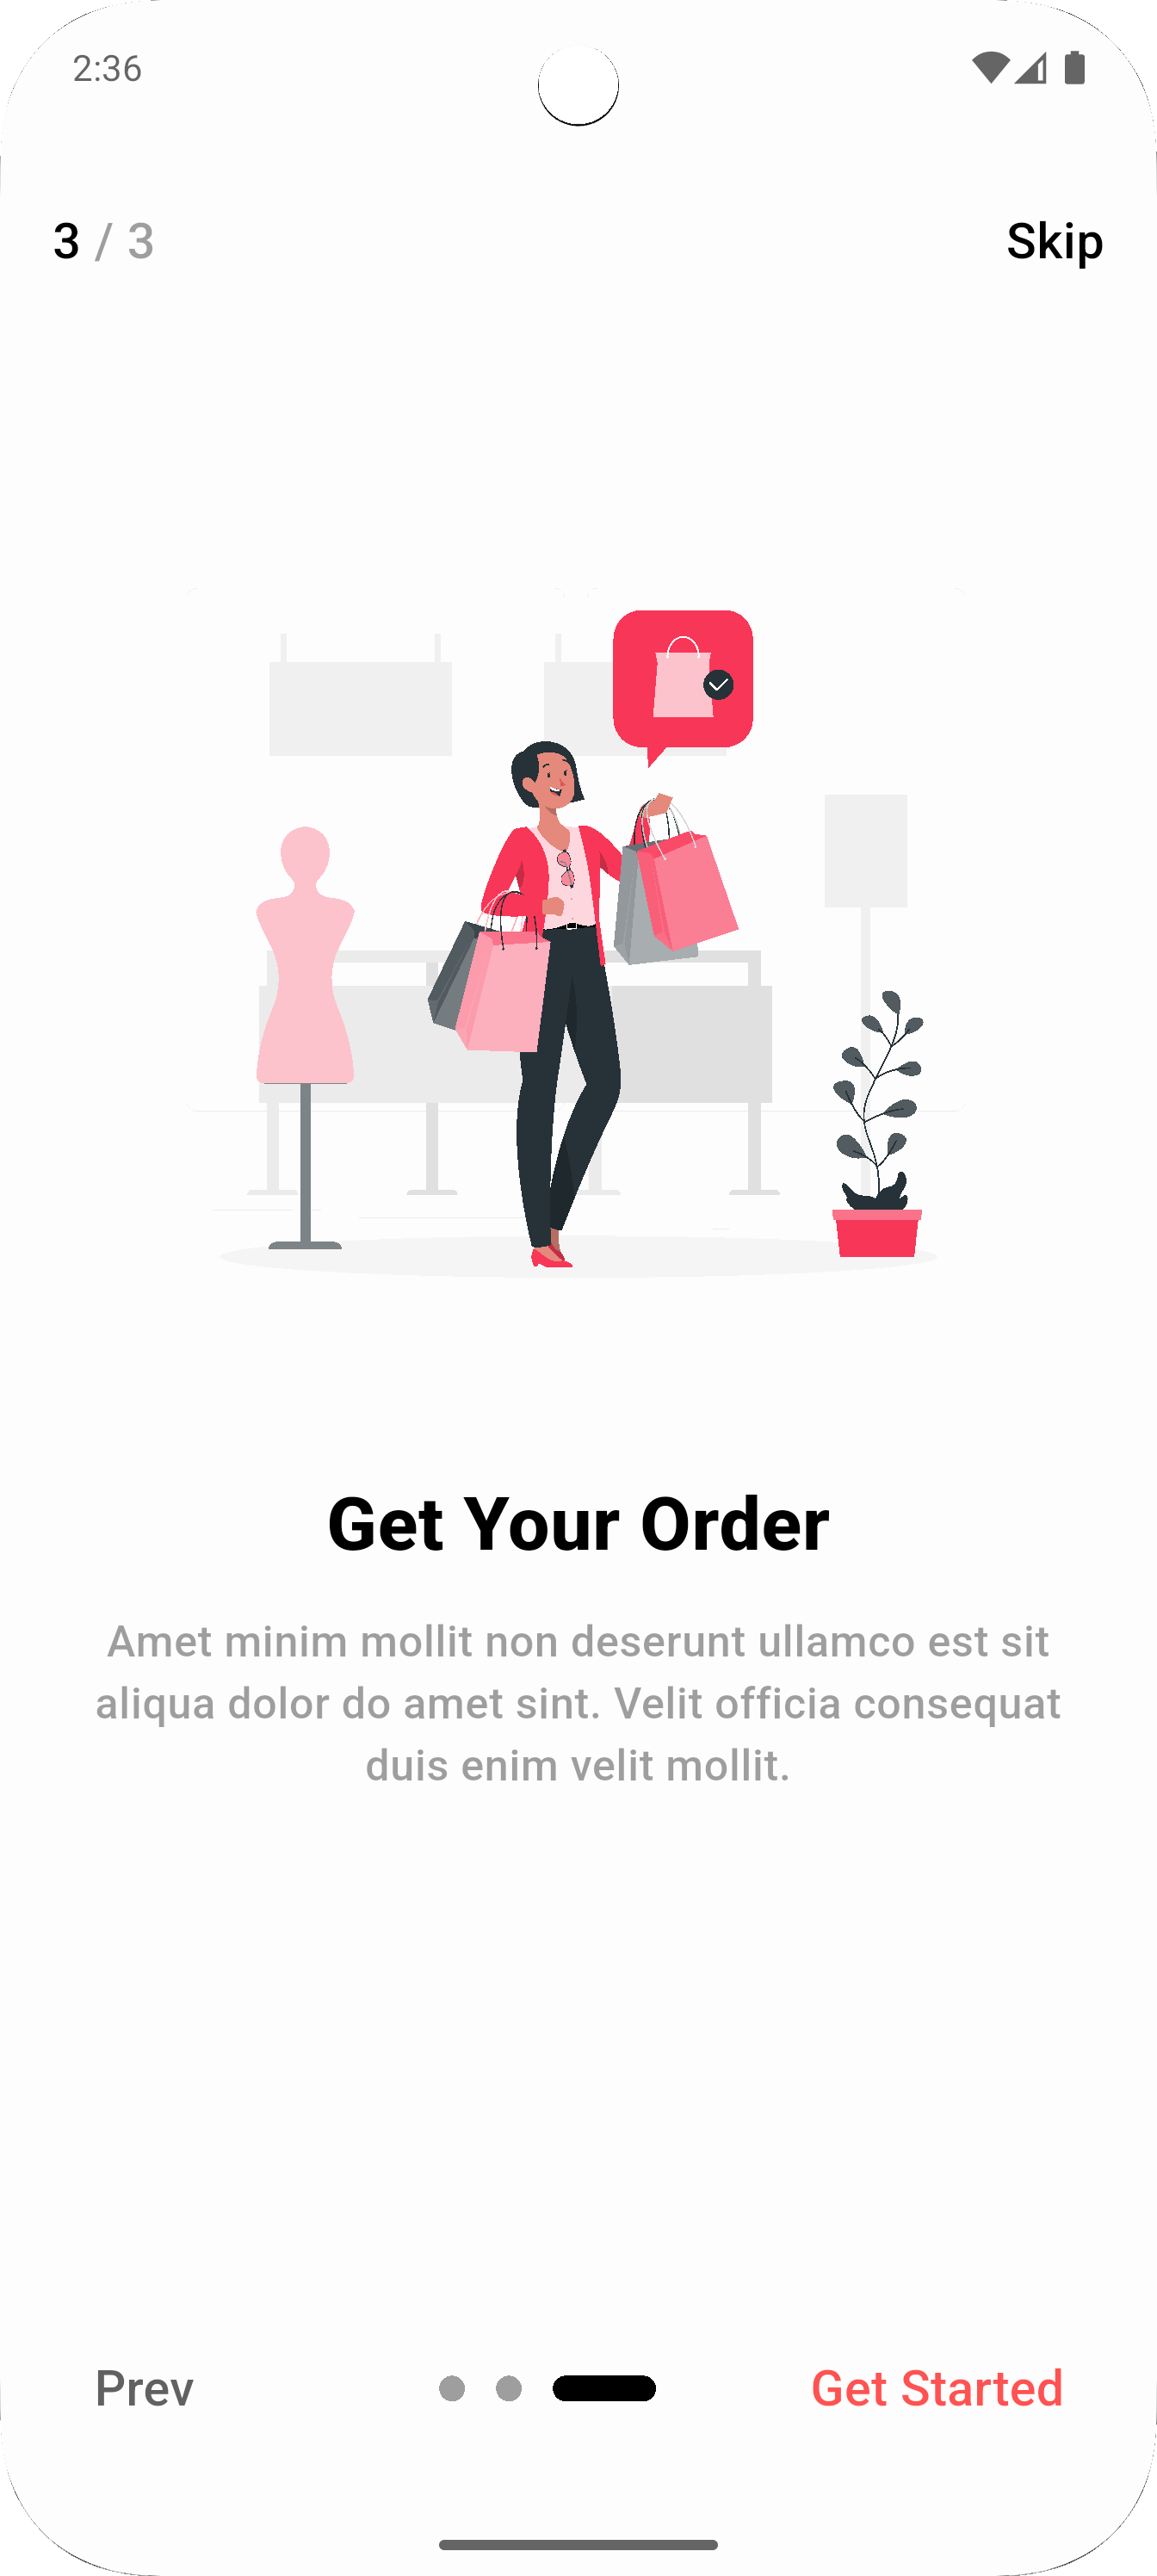 2:36
3 / 3
Skip
Get Your Order
Amet minim mollit non deserunt ullamco est sit
aliqua dolor do amet sint. Velit officia consequat
duis enim velit mollit.
Prev
Get Started